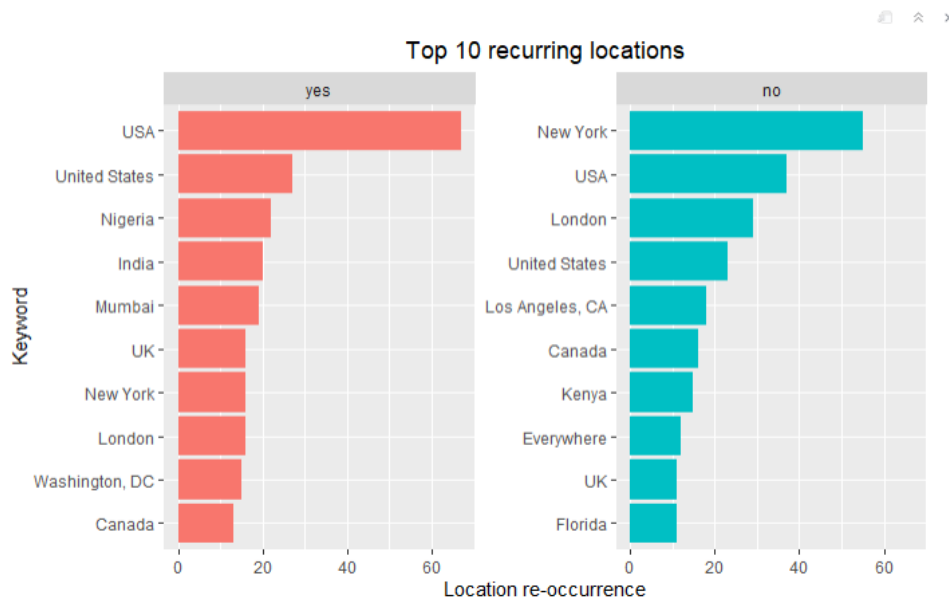 Top 10 recurring locations
yes
no
Keyword
USA
United States
Nigeria
India
Mumbai
UK
New York
London
Washington, DC
Canada
0 20 40 60
New York
USA
London
United States
Los Angeles, CA
Canada
Kenya
Everywhere
UK
Florida
0 20 40 60
Location re-occurrence